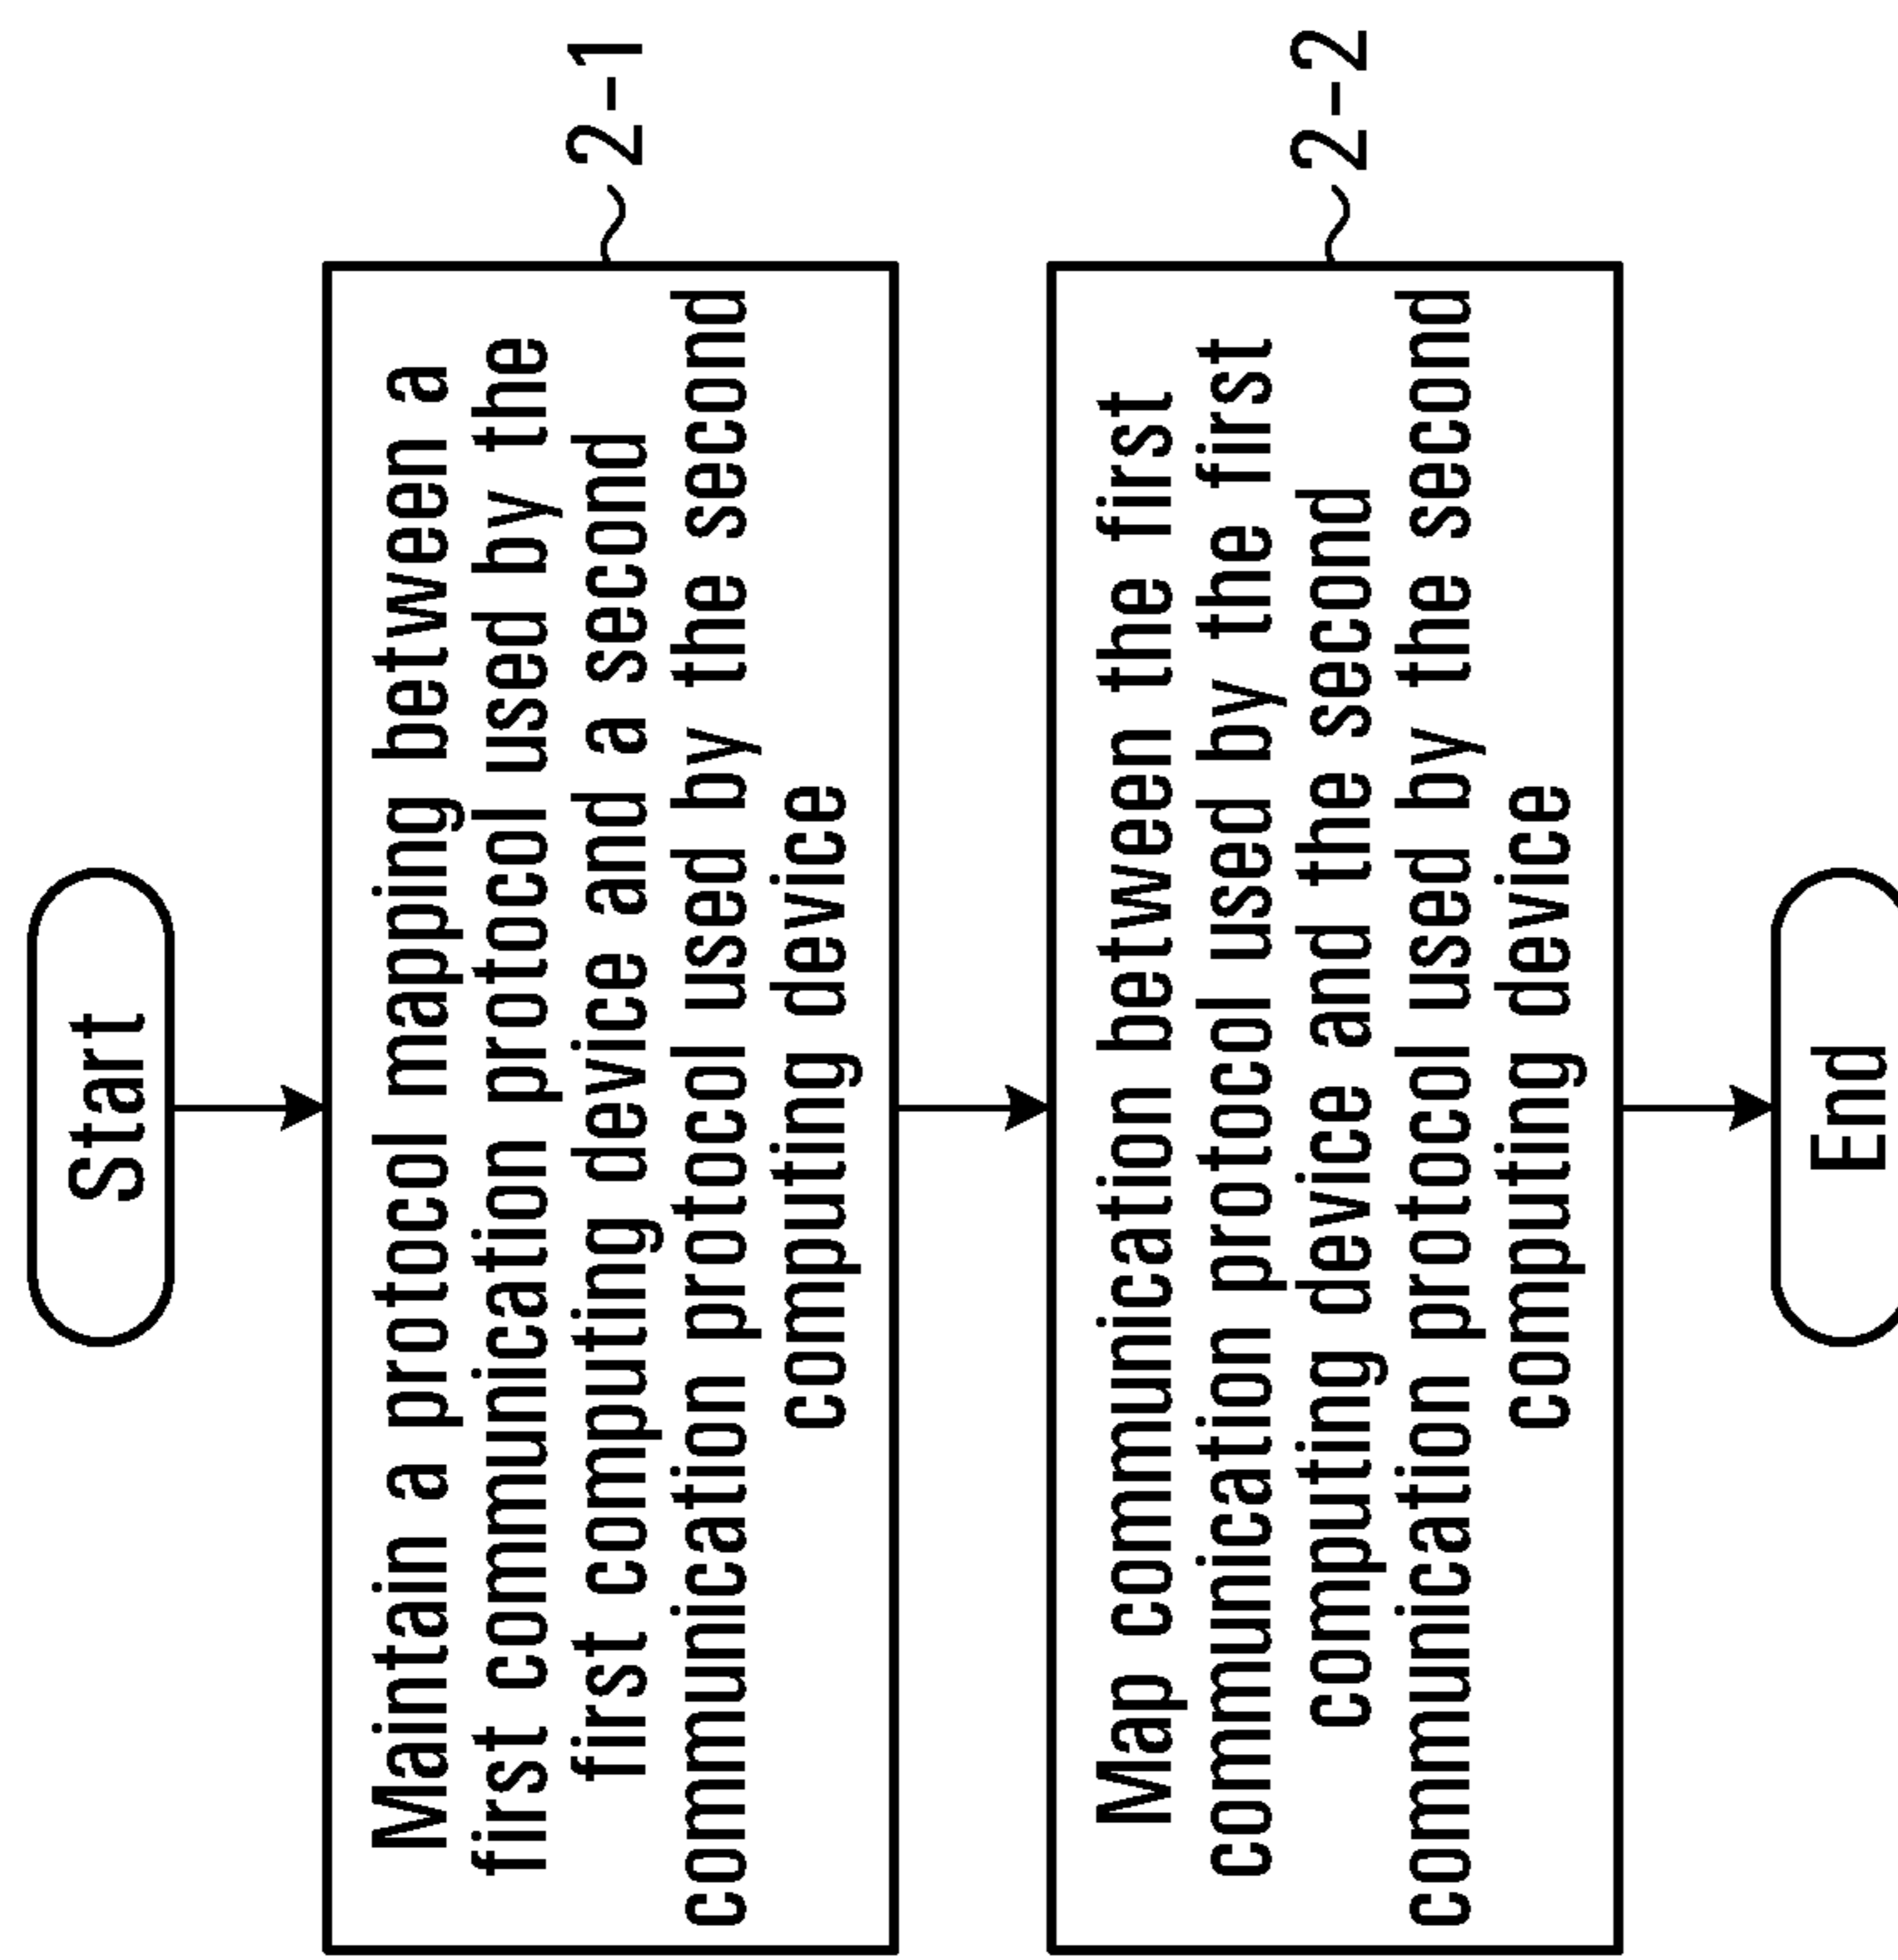 Start
Maintain a protocol mapping between a
first communication protocol used by the
first computing device and a second
communication protocol used by the second
computing device
2-1
Map communication between the first
communication protocol used by the first
computing device and the second
communication protocol used by the second
computing device
2-2
End